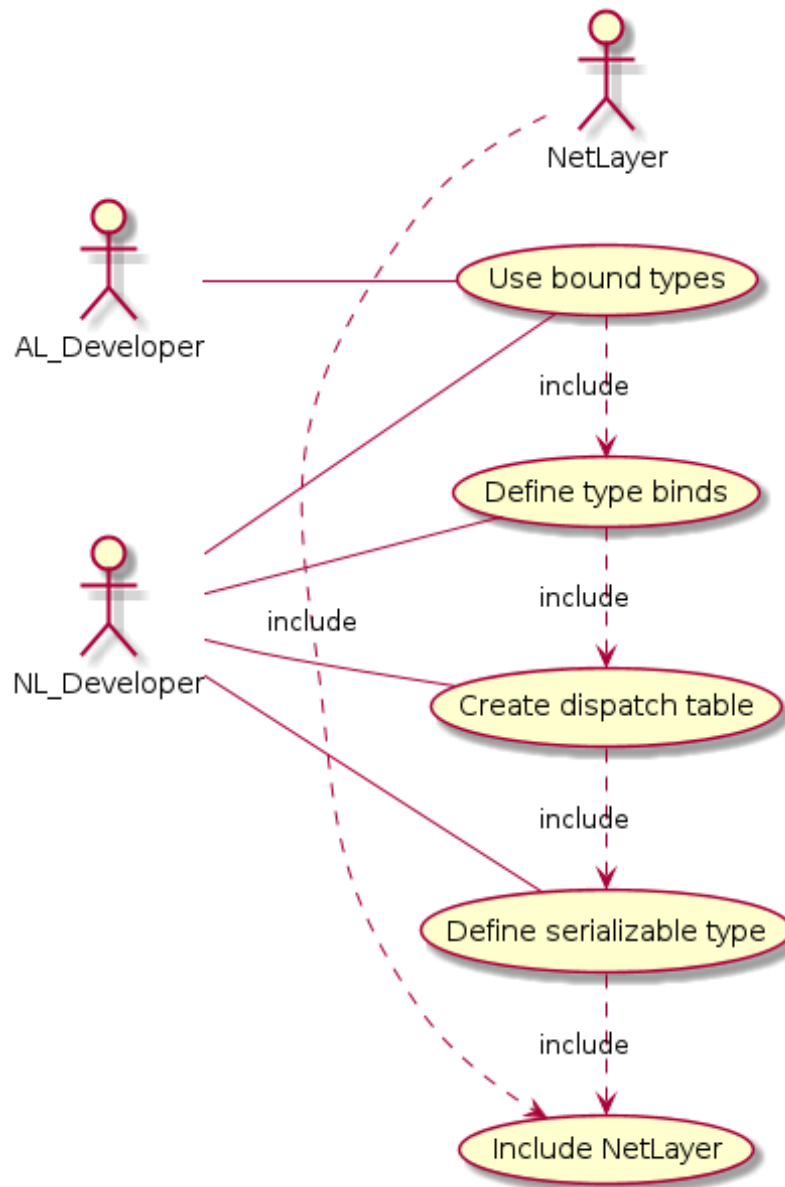 NetLayer
Use bound types
AL_Developer
include
Define type binds
include
include
NL_Developer
Create dispatch table
include
Define serializable type
include
Include NetLayer